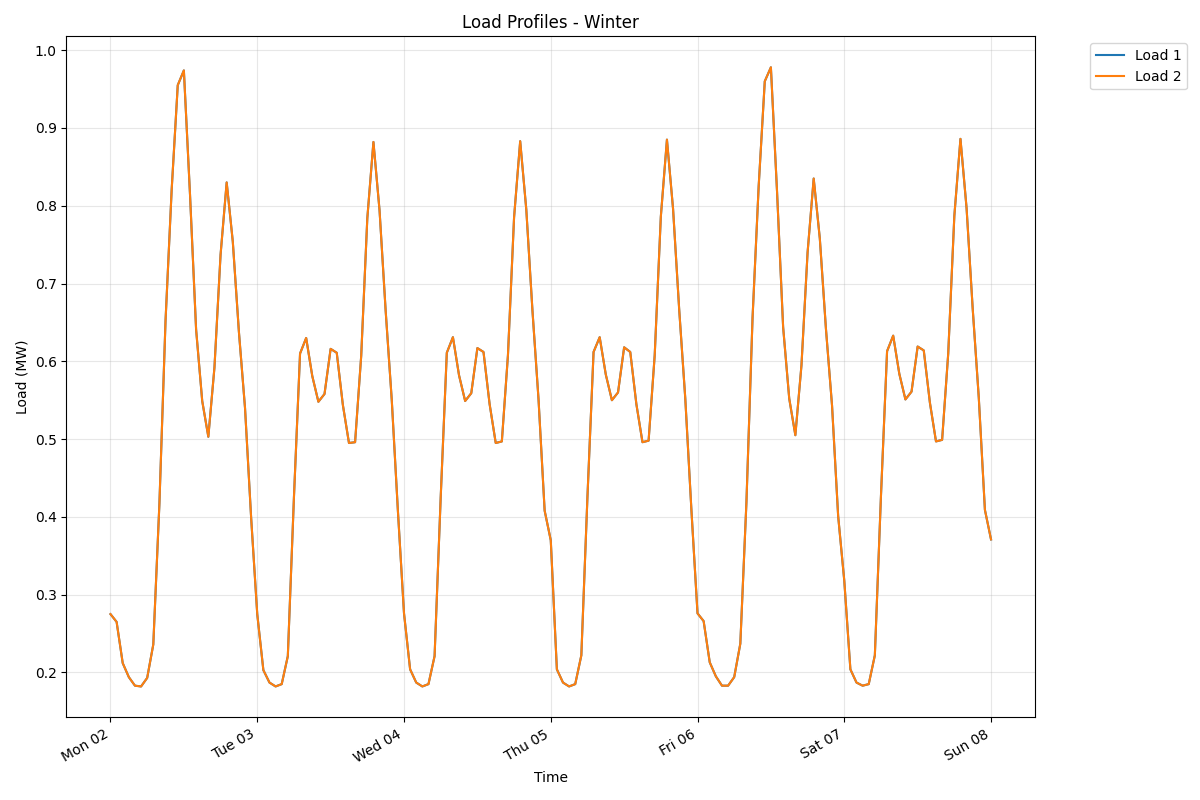 Load Profiles - Winter
Load 1
Load 2
1.0
0.9
0.8
0.7
0.6
0.5
0.4
0.3
0.2
Load (MW)
Mon 02
Tue 03
Wed 04
Thu 05
Fri 06
Sat 07
Sun 08
Time